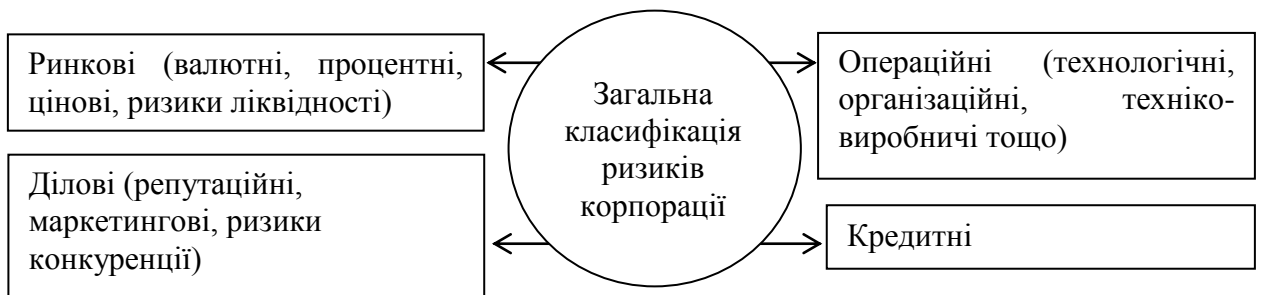 Ринкові (валютні, процентні,
цінові, ризики ліквідності)
Ділові (репутаційні,
маркетингові, ризики
конкуренції)
Загальна
класифікація
ризиків
корпорації
Операційні (технологічні,
організаційні, техніко-
виробничі тощо)
Кредитні